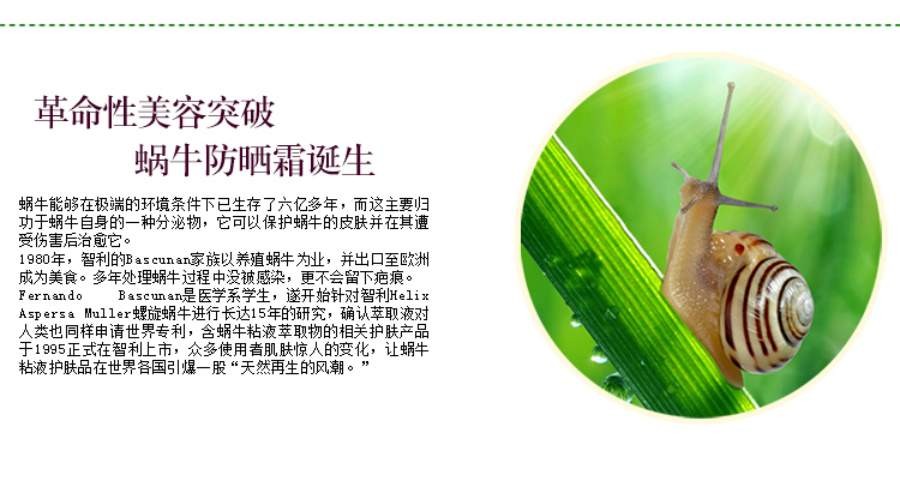 革命性美容突破
蜗牛防晒霜诞生
蜗牛能够在极端的环境条件下已生存了六亿多年，而这主要归
功于蜗牛自身的一种分泌物，它可以保护蜗牛的皮肤并在其遭
受伤害后治愈它。
1980年，智利的Bascunan家族以养殖蜗牛为业，并出口至欧洲
成为美食。多年处理蜗牛过程中没被感染，更不会留下疤痕。
Fernando Bascunan是医学系学生，遂开始针对智利Helix
Aspersa Muller螺旋蜗牛进行长达15年的研究，确认萃取液对
人类也同样申请世界专利，含蜗牛粘液萃取物的相关护肤产品
于1995正式在智利上市，众多使用者肌肤惊人的变化，让蜗牛
粘液护肤品在世界各国引爆一股“天然再生的风潮。”